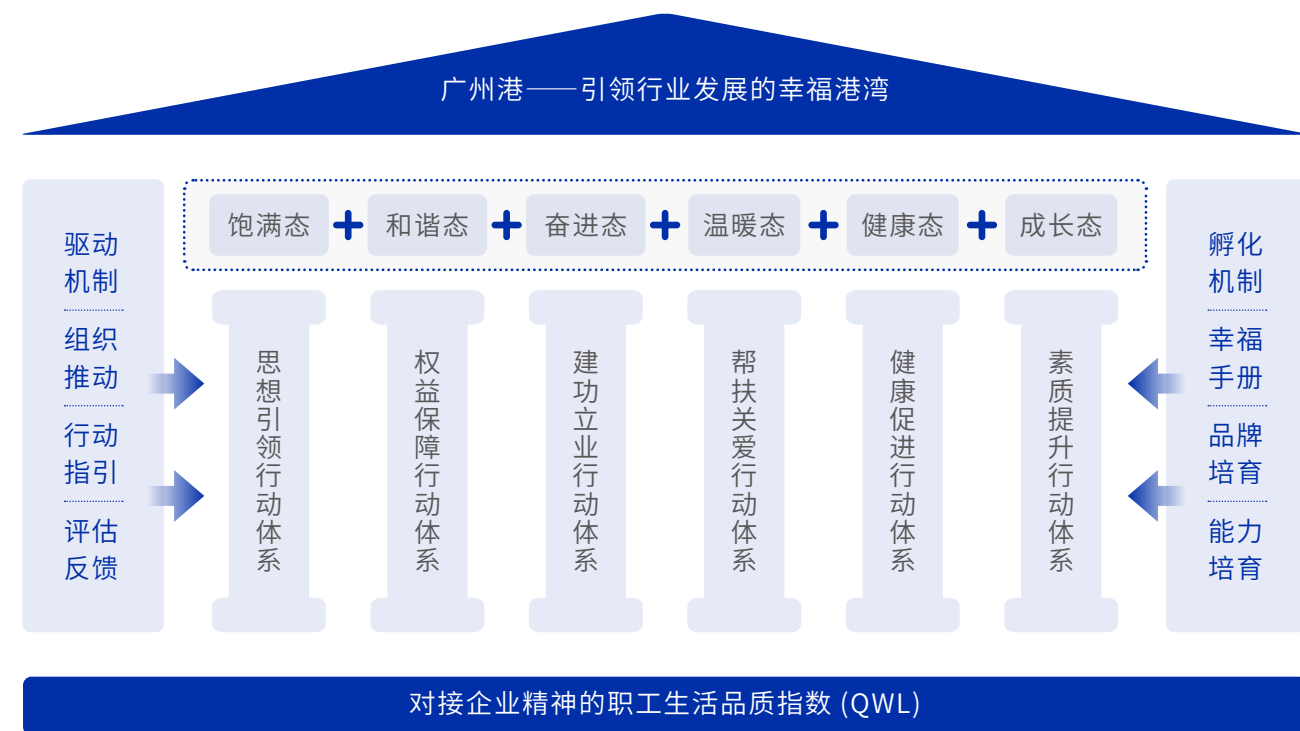 广州港——引领行业发展的幸福港湾
驱动
机制
组织
推动
行动
指引
评估
反馈
饱满态
和谐态
奋进态
温暖态
健康态
成长态
思想引领行动体系
权益保障行动体系
建功立业行动体系
帮扶关爱行动体系
健康促进行动体系
素质提升行动体系
孵化
机制
幸福
手册
品牌
培育
能力
培育
对接企业精神的职工生活品质指数 (QWL)